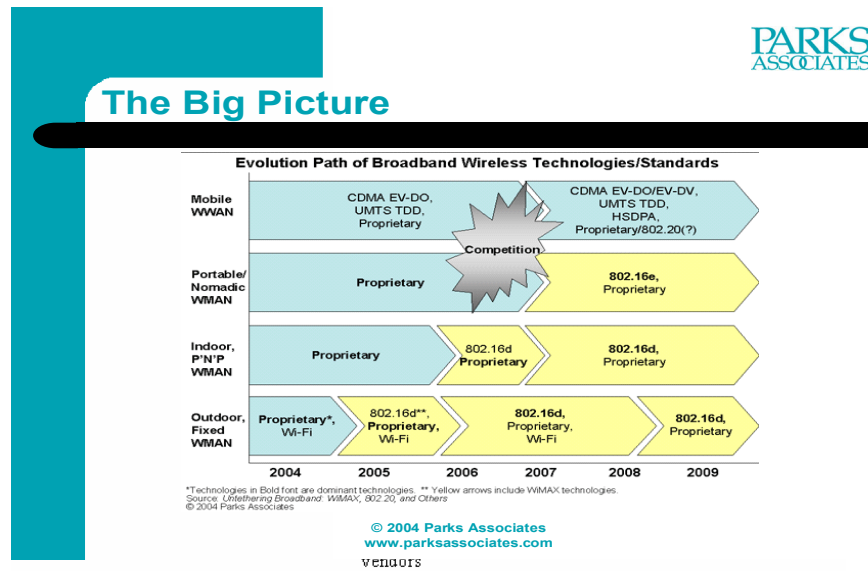 PARKS
ASSOCIATES
The Big Picture
Evolution Path of Broadband Wireless Technologies/Standards
Mobile
WWAN
CDMA EV-DO,
UMTS TDD,
Proprietary
CDMA EV-DO/EV-DV,
UMTS TDD,
HSDPA,
Proprietary/802.20(?)
Competition
Portable/
Nomadic
WMAN
Proprietary
802.16e,
Proprietary
Indoor,
P'N'P
WMAN
Proprietary
802.16d
Proprietary
802.16d,
Proprietary
Outdoor,
Fixed
WMAN
Proprietary*,
Wi-Fi
802.16d**,
Proprietary,
Wi-Fi
802.16d,
Proprietary,
Wi-Fi
802.16d,
Proprietary
2004 2005 2006 2007 2008 2009
*Technologies in Bold font are dominant technologies. ** Yellow arrows include WiMAX technologies.
Source: Untethering Broadband: WiMAX, 802.20, and Others
© 2004 Parks Associates
© 2004 Parks Associates
www.parksassociates.com
vendors